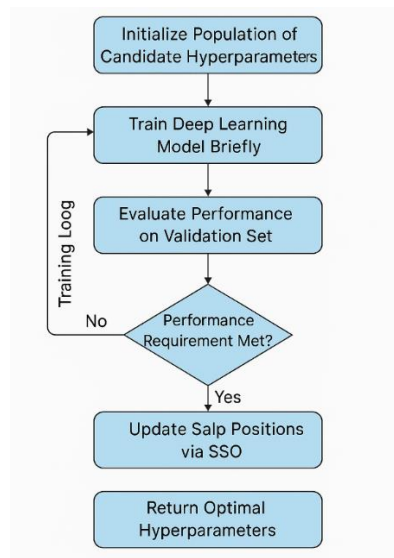 Initialize Population of
Candidate Hyperparameters
Train Deep Learning
Model Briefly
Evaluate Performance
on Validation Set
Training Loog
Performance
Requirement Met?
No
Yes
Update Salp Positions
via SSO
Return Optimal
Hyperparameters